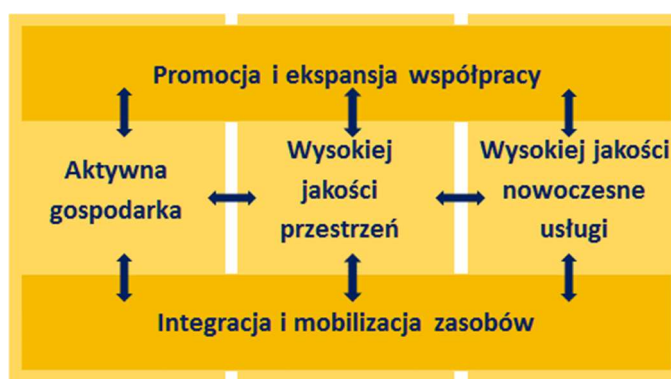 Promocja i ekspansja współpracy
Aktywna
gospodarka
Wysokiej
jakości
przestrzeń
Wysokiej jakości
nowoczesne
usługi
Integracja i mobilizacja zasobów